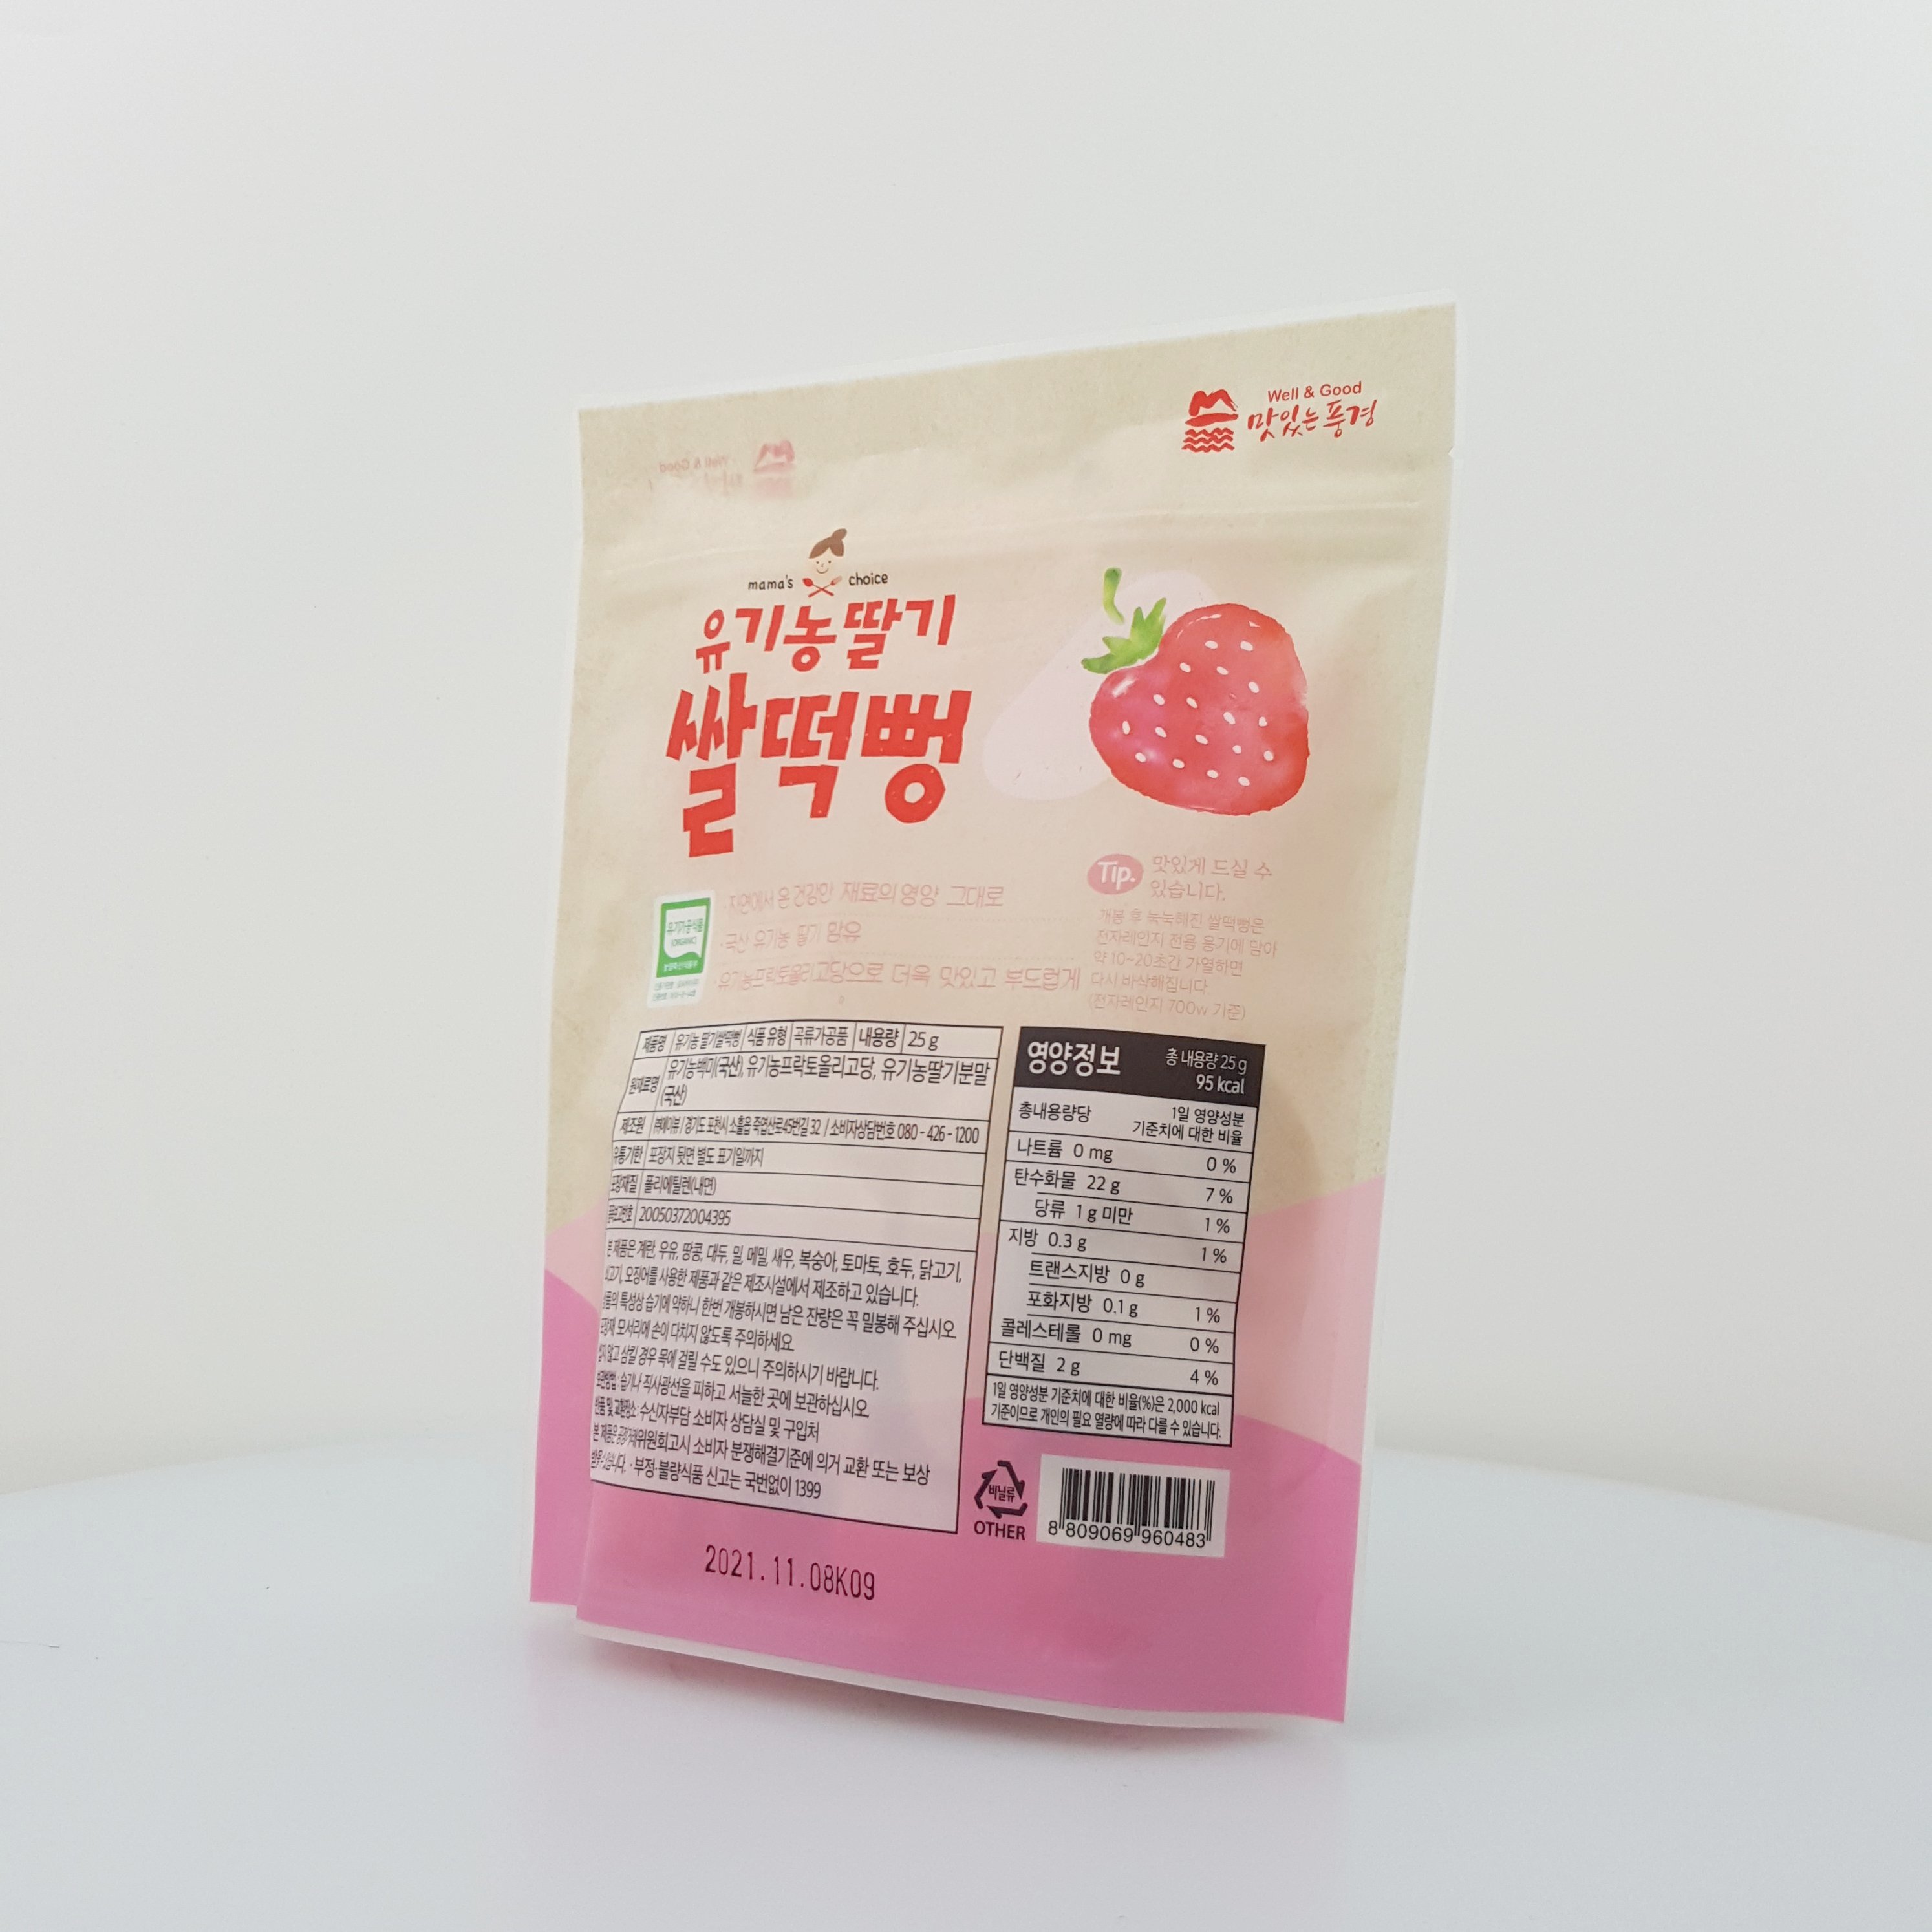 Well & Good
맛있는풍경
mama's choice
유기농딸기
쌀떡뻥
Tip. 맛있게 드실 수
있습니다.
개봉 후 눅눅해진 쌀떡뻥은
전자레인지 전용 용기에 담아
약 10~20초간 가열하면
다시 바삭해집니다.
(전자레인지 700w 기준)
·자연에서 온 건강한 재료의 영양 그대로
·국산 유기농 딸기 함유
·유기농프락토올리고당으로 더욱 맛있고 부드럽게
유기가공식품
(ORGANIC)
농림축산식품부
제품명 유기농 딸기쌀떡뻥 식품 유형 곡류가공품 내용량 25 g
원재료명 유기농백미(국산), 유기농프락토올리고당, 유기농딸기분말
(국산)
제조원 경기도 포천시 소흘읍 죽엽산로45번길 32 / 소비자상담번호 080 - 426 - 1200
유통기한 포장지 뒷면 별도 표기일까지
포장재질 폴리에틸렌(내면)
20050372004395
본 제품은 계란, 우유, 땅콩, 대두, 밀, 메밀, 새우, 복숭아, 토마토, 호두, 닭고기,
오징어를 사용한 제품과 같은 제조시설에서 제조하고 있습니다.
특성상 습기에 약하니 한번 개봉하시면 남은 잔량은 꼭 밀봉해 주십시오.
모서리에 손이 다치지 않도록 주의하세요.
않고 삼킬 경우 목에 걸릴 수도 있으니 주의하시기 바랍니다.
보관방법 : 습기나 직사광선을 피하고 서늘한 곳에 보관하십시오.
반품 및 교환장소 : 수신자부담 소비자 상담실 및 구입처
본 제품은 공정거래위원회고시 소비자 분쟁해결기준에 의거 교환 또는 보상
받을 수 있습니다. · 부정·불량식품 신고는 국번없이 1399
영양정보 총 내용량 25 g
95 kcal
총내용량당 1일 영양성분
기준치에 대한 비율
나트륨 0 mg 0 %
탄수화물 22 g 7 %
당류 1 g 미만 1 %
지방 0.3 g 1 %
트랜스지방 0 g
포화지방 0.1 g 1 %
콜레스테롤 0 mg 0 %
단백질 2 g 4 %
1일 영양성분 기준치에 대한 비율(%)은 2,000 kcal
기준이므로 개인의 필요 열량에 따라 다를 수 있습니다.
비닐류
OTHER
8 809069 960483
2021.11.08K09